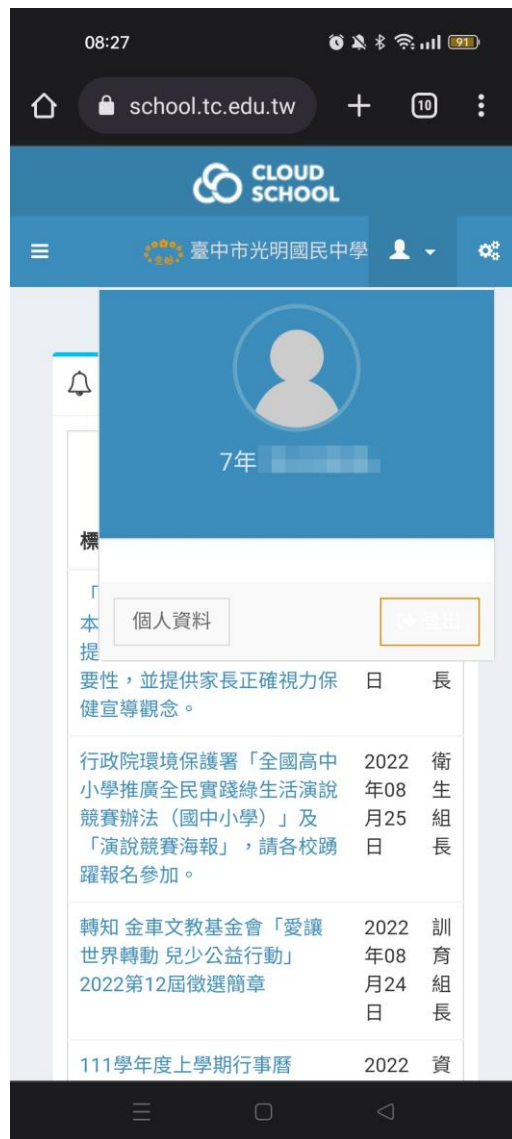 08:27
91
school.tc.edu.tw
10
CLOUD
SCHOOL
全紗
臺中市光明國民中學
7年
標
個人資料
登出
「
本
提
要性，並提供家長正確視力保
健宣導觀念。
日
長
行政院環境保護署「全國高中
小學推廣全民實踐綠生活演說
競賽辦法（國中小學）」及
「演說競賽海報」，請各校踴
躍報名參加。
2022
年08
月25
日
衛
生
組
長
轉知 金車文教基金會「愛讓
世界轉動 兒少公益行動」
2022第12屆徵選簡章
2022
年08
月24
日
訓
育
組
長
111學年度上學期行事曆
2022
資